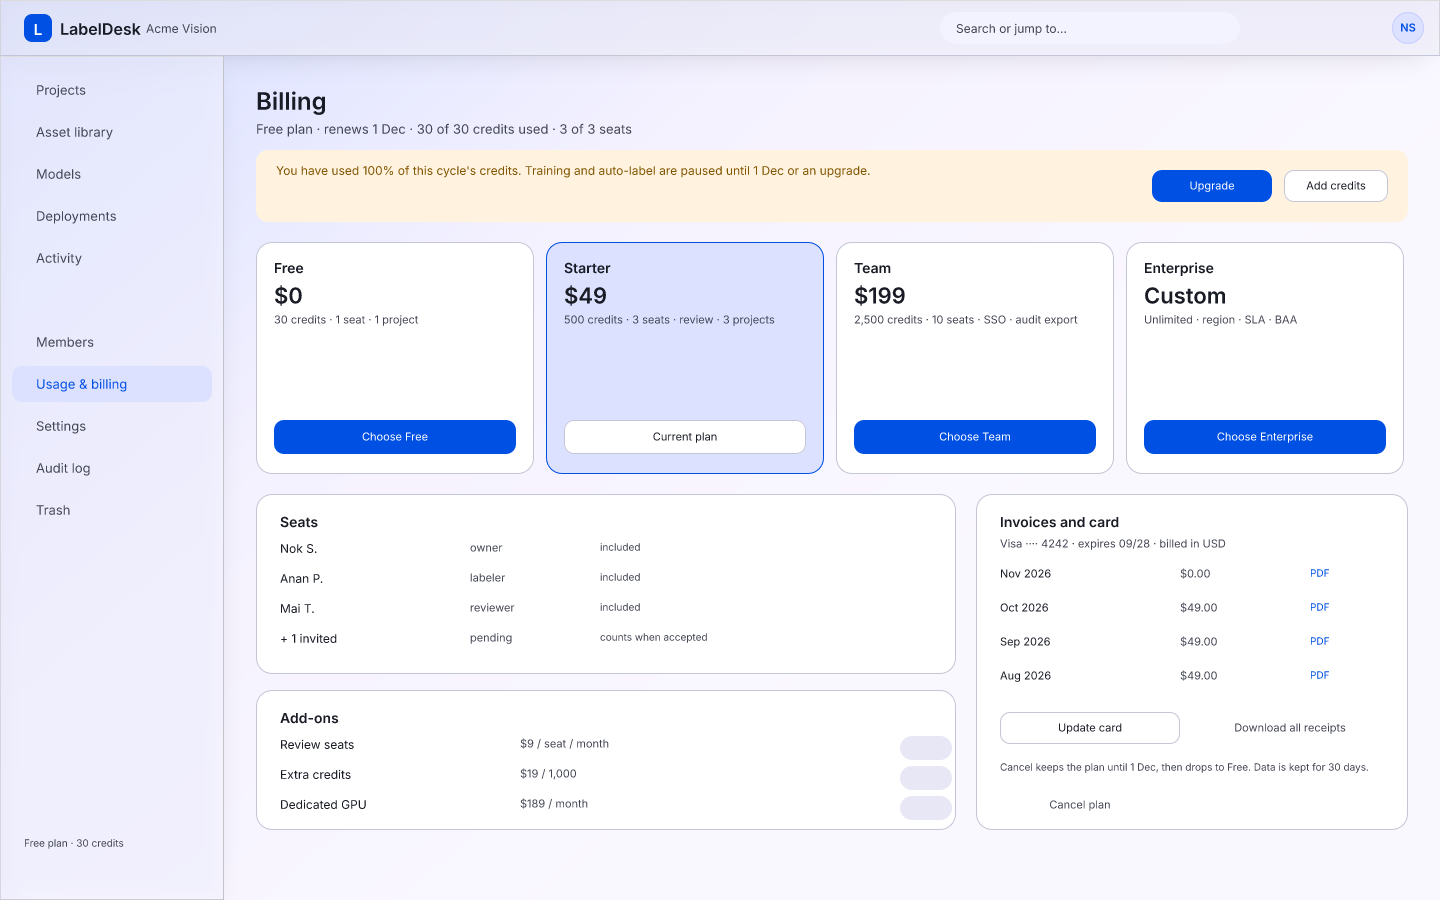 L LabelDesk Acme Vision
Search or jump to...
NS
Projects
Asset library
Models
Deployments
Activity
Members
Usage & billing
Settings
Audit log
Trash
Free plan · 30 credits
Billing
Free plan · renews 1 Dec · 30 of 30 credits used · 3 of 3 seats
You have used 100% of this cycle's credits. Training and auto-label are paused until 1 Dec or an upgrade.
Upgrade
Add credits
Free
$0
30 credits · 1 seat · 1 project
Choose Free
Starter
$49
500 credits · 3 seats · review · 3 projects
Current plan
Team
$199
2,500 credits · 10 seats · SSO · audit export
Choose Team
Enterprise
Custom
Unlimited · region · SLA · BAA
Choose Enterprise
Seats
Nok S. owner included
Anan P. labeler included
Mai T. reviewer included
+ 1 invited pending counts when accepted
Add-ons
Review seats $9 / seat / month
Extra credits $19 / 1,000
Dedicated GPU $189 / month
Invoices and card
Visa ···· 4242 · expires 09/28 · billed in USD
Nov 2026 $0.00 PDF
Oct 2026 $49.00 PDF
Sep 2026 $49.00 PDF
Aug 2026 $49.00 PDF
Update card
Download all receipts
Cancel keeps the plan until 1 Dec, then drops to Free. Data is kept for 30 days.
Cancel plan